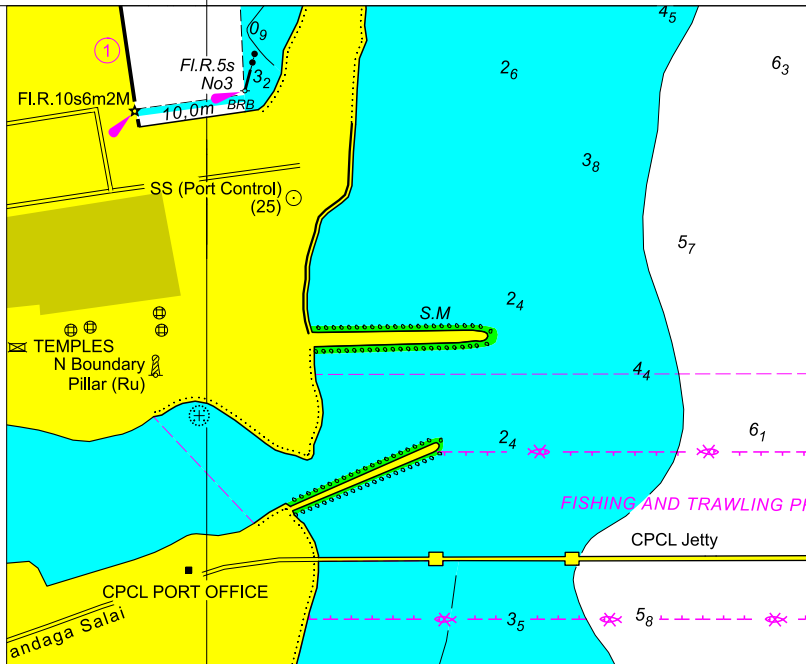 4₅
0₉
1
Fl.R.5s
No3
3₂
2₆
6₃
Fl.R.10s6m2M
10,0m
BRB
3₈
SS (Port Control)
(25)
5₇
2₄
S.M
TEMPLES
N Boundary
Pillar (Ru)
4₄
2₄
6₁
FISHING AND TRAWLING PR
CPCL Jetty
CPCL PORT OFFICE
andaga Salai
3₅
5₈